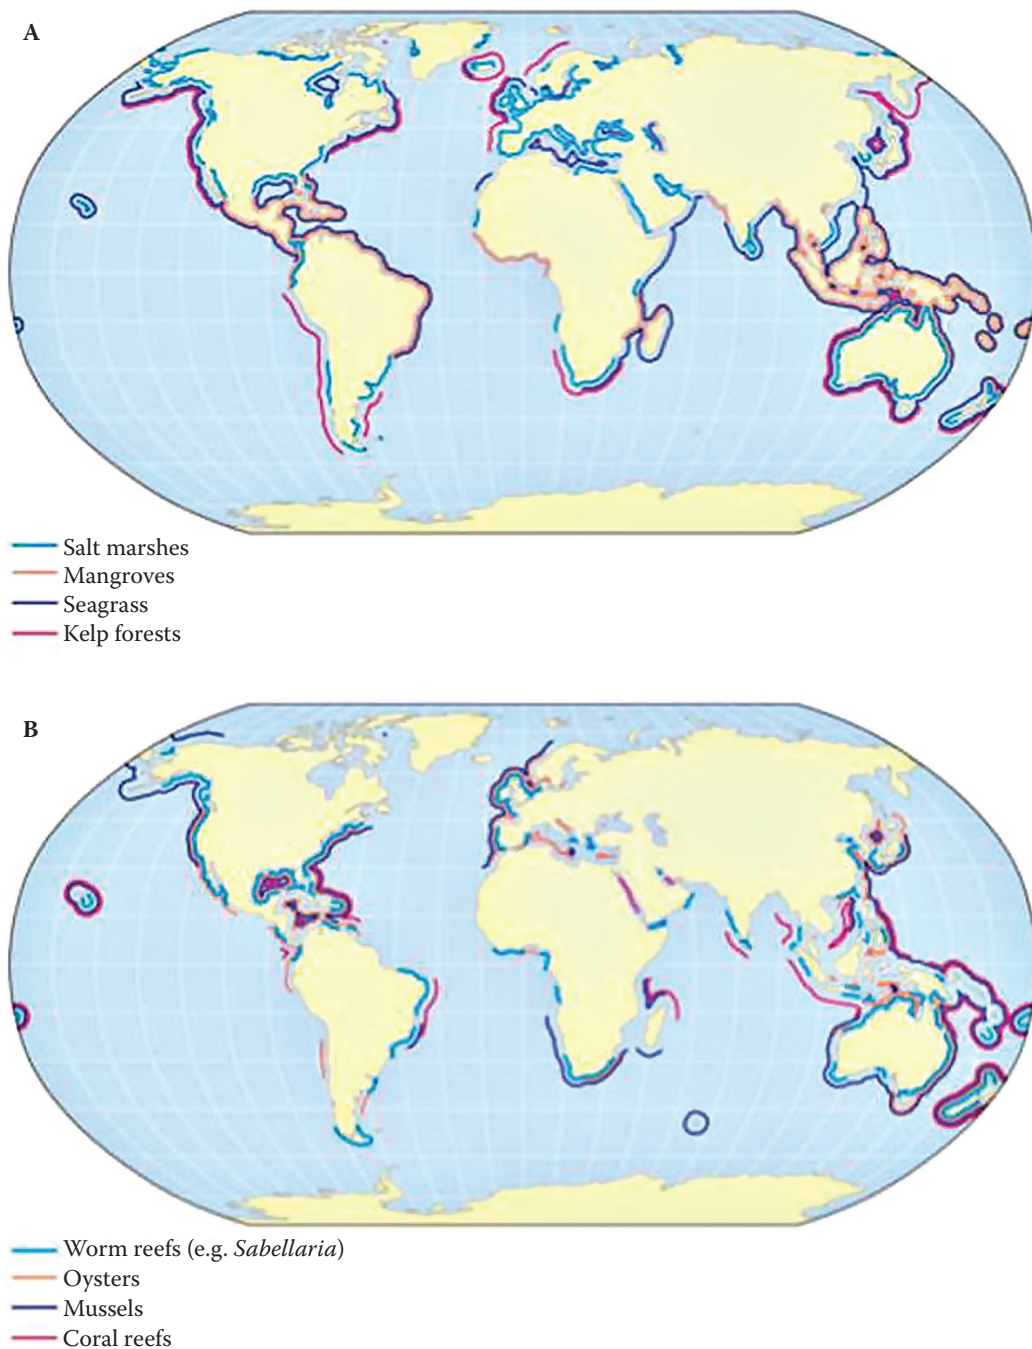 A
Salt marshes
Mangroves
Seagrass
Kelp forests
B
Worm reefs (e.g. Sabellaria)
Oysters
Mussels
Coral reefs